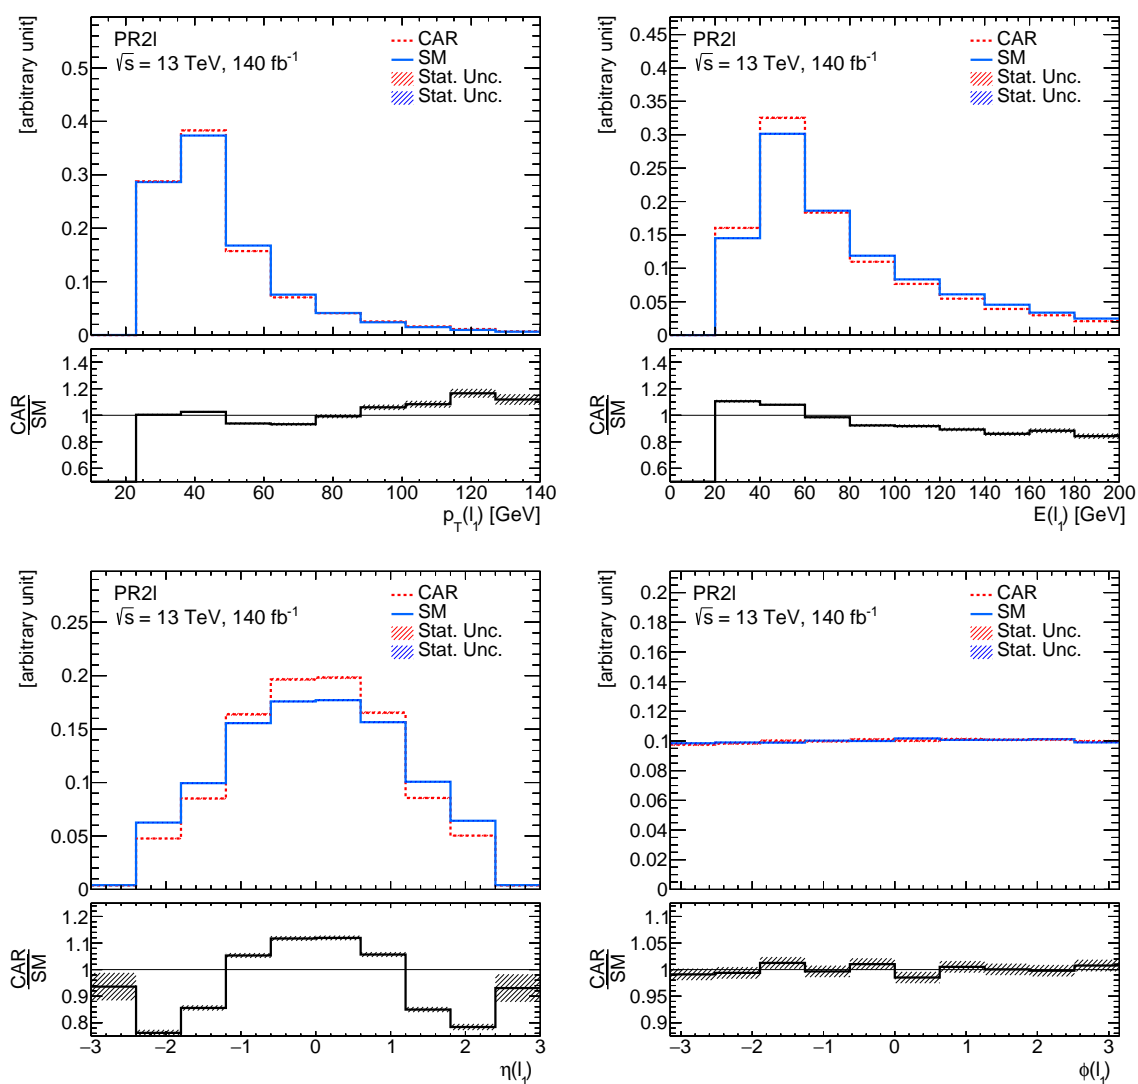 [arbitrary unit]
PR2l
√s = 13 TeV, 140 fb⁻¹
CAR
SM
Stat. Unc.
Stat. Unc.
0.5
0.4
0.3
0.2
0.1
0
CAR
SM
1.4
1.2
1
0.8
0.6
20 40 60 80 100 120 140
p_T(l_1) [GeV]
[arbitrary unit]
PR2l
√s = 13 TeV, 140 fb⁻¹
CAR
SM
Stat. Unc.
Stat. Unc.
0.45
0.4
0.35
0.3
0.25
0.2
0.15
0.1
0.05
0
CAR
SM
1.4
1.2
1
0.8
0.6
0 20 40 60 80 100 120 140 160 180 200
E(l_1) [GeV]
[arbitrary unit]
PR2l
√s = 13 TeV, 140 fb⁻¹
CAR
SM
Stat. Unc.
Stat. Unc.
0.25
0.2
0.15
0.1
0.05
0
CAR
SM
1.2
1.1
1
0.9
0.8
−3 −2 −1 0 1 2 3
η(l_1)
[arbitrary unit]
PR2l
√s = 13 TeV, 140 fb⁻¹
CAR
SM
Stat. Unc.
Stat. Unc.
0.2
0.18
0.16
0.14
0.12
0.1
0.08
0.06
0.04
0.02
0
CAR
SM
1.1
1.05
1
0.95
0.9
−3 −2 −1 0 1 2 3
ϕ(l_1)